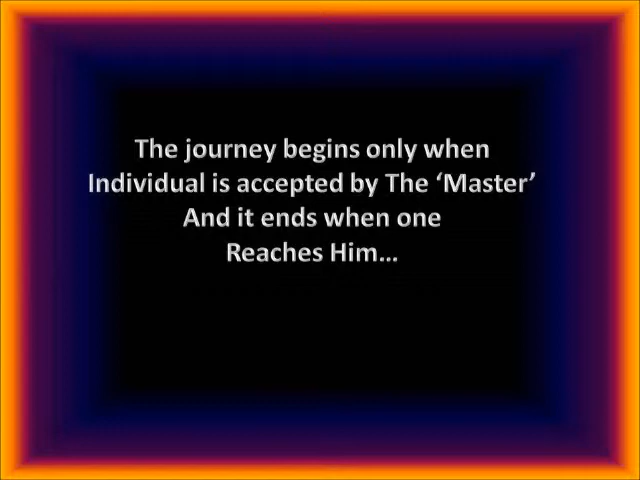 The journey begins only when
Individual is accepted by The ‘Master’
And it ends when one
Reaches Him…